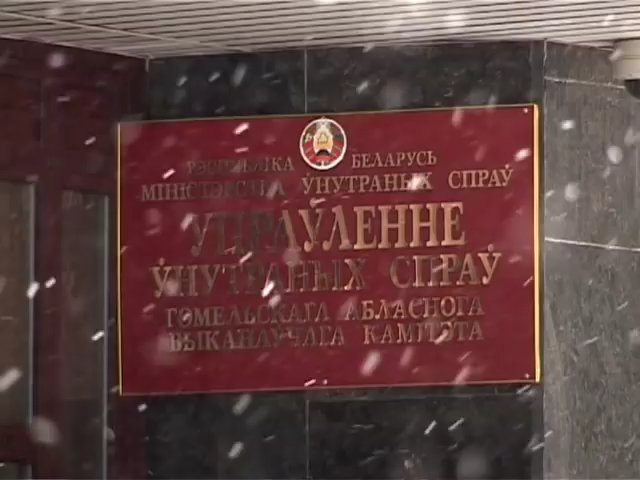 РЭСПУБЛІКА БЕЛАРУСЬ
МІНІСТЭРСТВА ЎНУТРАНЫХ СПРАЎ
УПРАЎЛЕННЕ
ЎНУТРАНЫХ СПРАЎ
ГОМЕЛЬСКАГА АБЛАСНОГА
ВЫКАНАЎЧАГА КАМІТЭТА